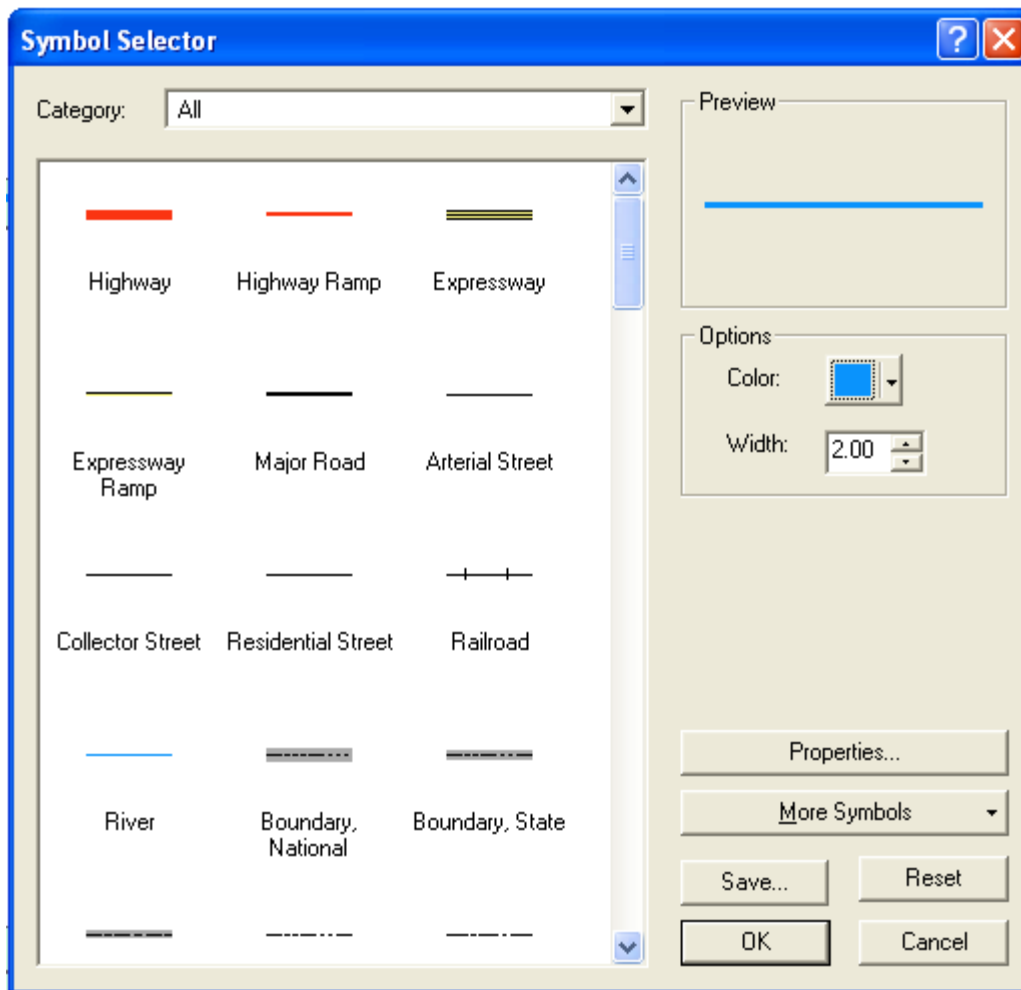 Symbol Selector
Category: All
Highway Highway Ramp Expressway
Expressway
Ramp
Major Road Arterial Street
Collector Street Residential Street Railroad
River Boundary,
National
Boundary, State
Preview
Options
Color:
Width: 2.00
Properties...
More Symbols
Save... Reset
OK Cancel